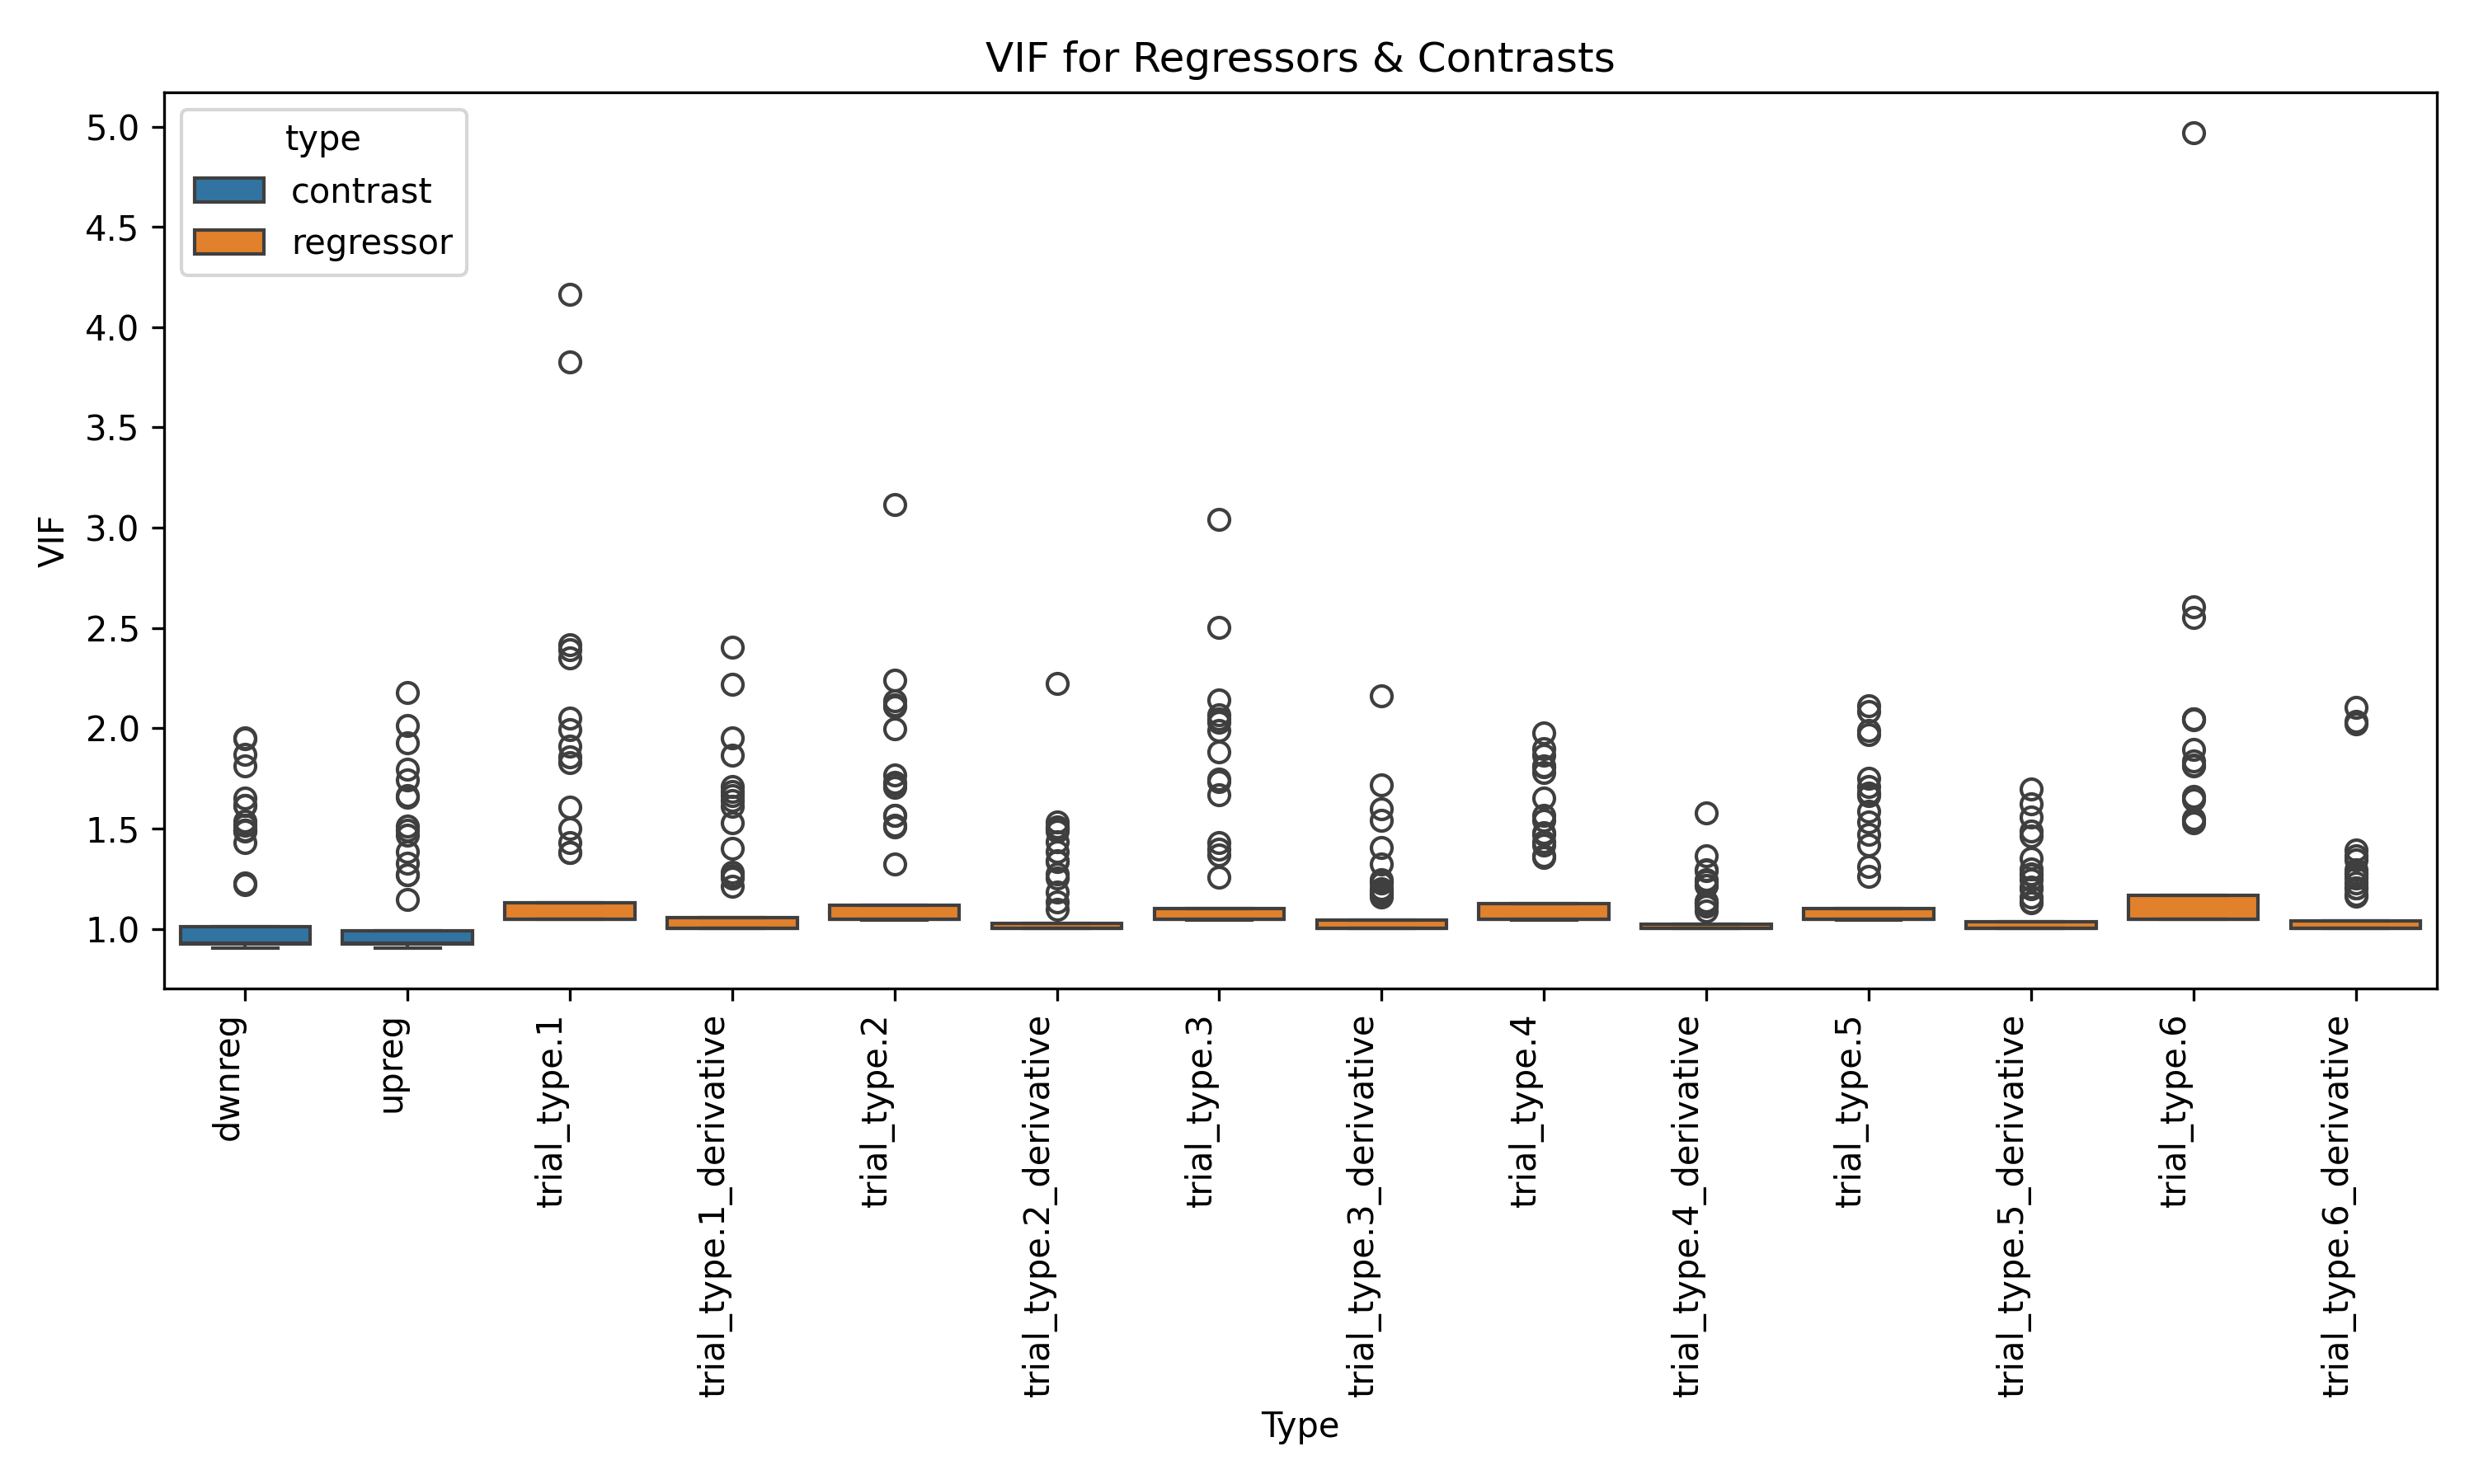 VIF for Regressors & Contrasts
type
contrast
regressor
VIF
5.0
4.5
4.0
3.5
3.0
2.5
2.0
1.5
1.0
dwnreg
upreg
trial_type.1
trial_type.1_derivative
trial_type.2
trial_type.2_derivative
trial_type.3
trial_type.3_derivative
trial_type.4
trial_type.4_derivative
trial_type.5
trial_type.5_derivative
trial_type.6
trial_type.6_derivative
Type